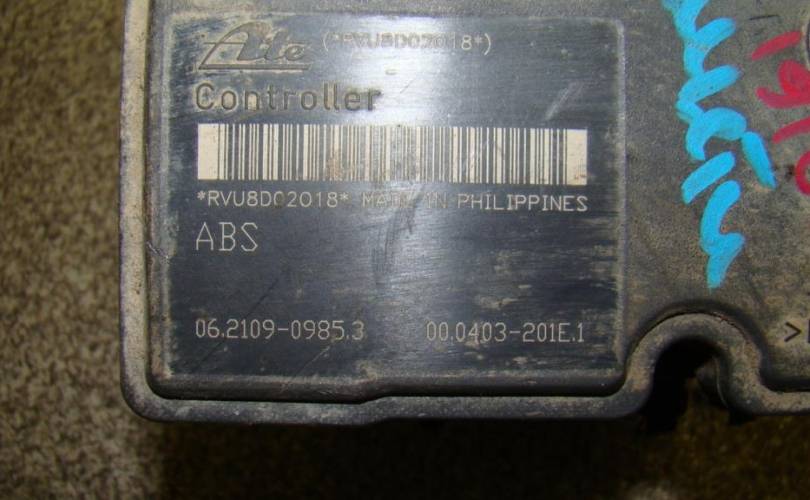 Ate (*RVU8D02018*)
Controller
*RVU8D02018* MADE IN PHILIPPINES
ABS
06.2109-0985.3 00.0403-201E.1